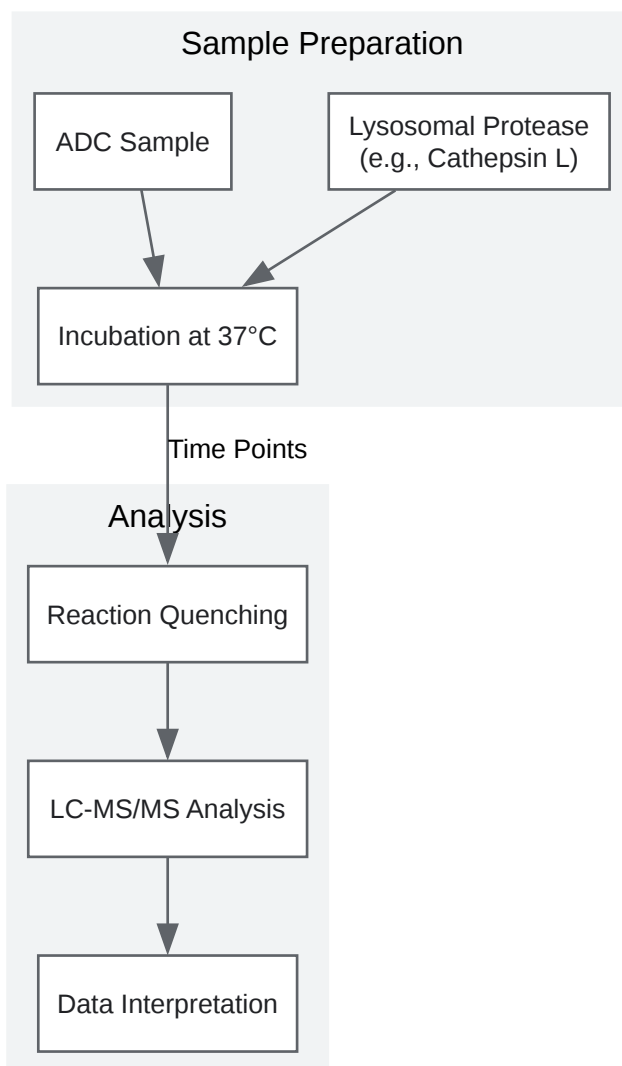 Sample Preparation
ADC Sample
Lysosomal Protease
(e.g., Cathepsin L)
Incubation at 37°C
Time Points
Analysis
Reaction Quenching
LC-MS/MS Analysis
Data Interpretation